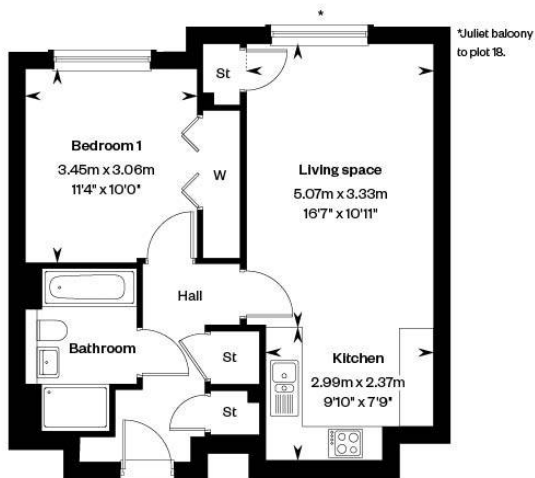 *
*Juliet balcony
to plot 18.
St
Bedroom 1
3.45m x 3.06m
11'4" x 10'0"
W
Living space
5.07m x 3.33m
16'7" x 10'11"
Hall
Bathroom
St
Kitchen
2.99m x 2.37m
9'10" x 7'9"
St